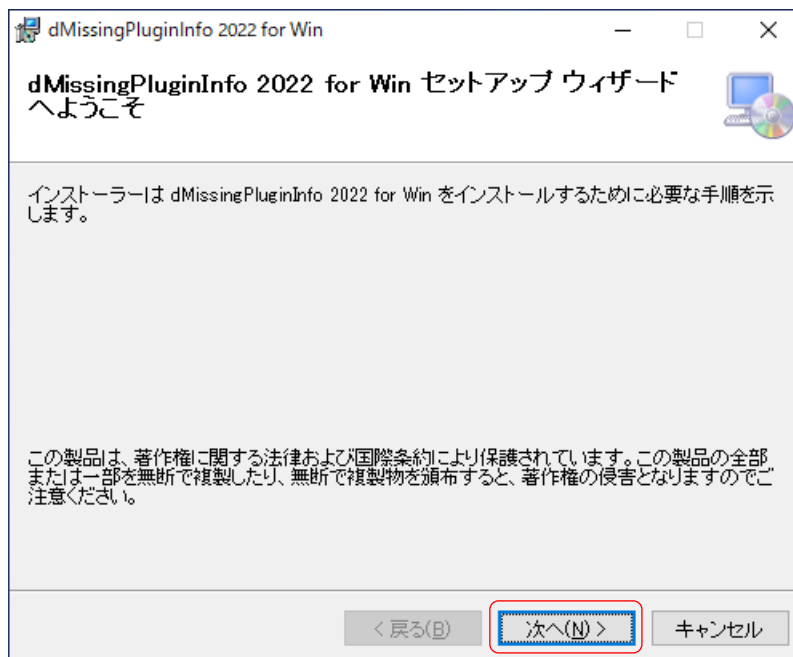 dMissingPluginInfo 2022 for Win
dMissingPluginInfo 2022 for Win セットアップ ウィザード
へようこそ
インストーラーは dMissingPluginInfo 2022 for Win をインストールするために必要な手順を示
します。
この製品は、著作権に関する法律および国際条約により保護されています。この製品の全部
または一部を無断で複製したり、無断で複製物を頒布すると、著作権の侵害となりますのでご
注意ください。
< 戻る(B)
次へ(N) >
キャンセル